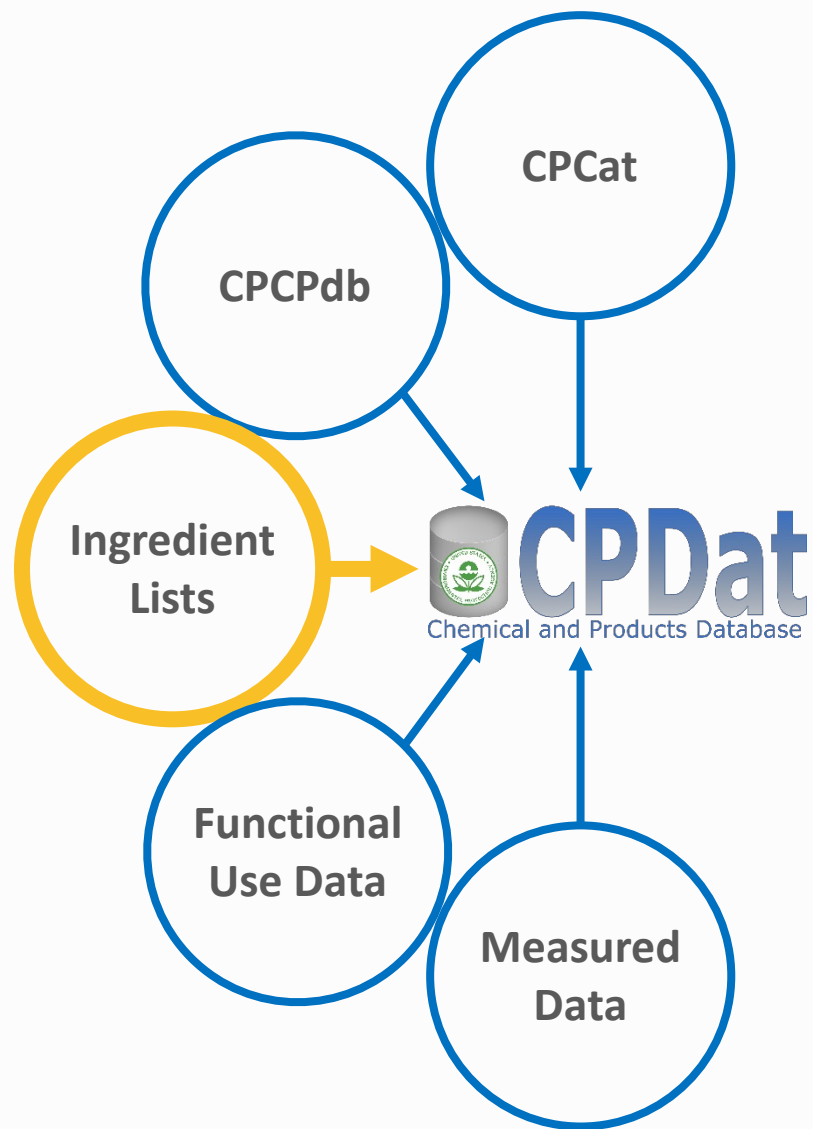 CPCat
CPCPdb
Ingredient
Lists
CPDat
Chemical and Products Database
Functional
Use Data
Measured
Data